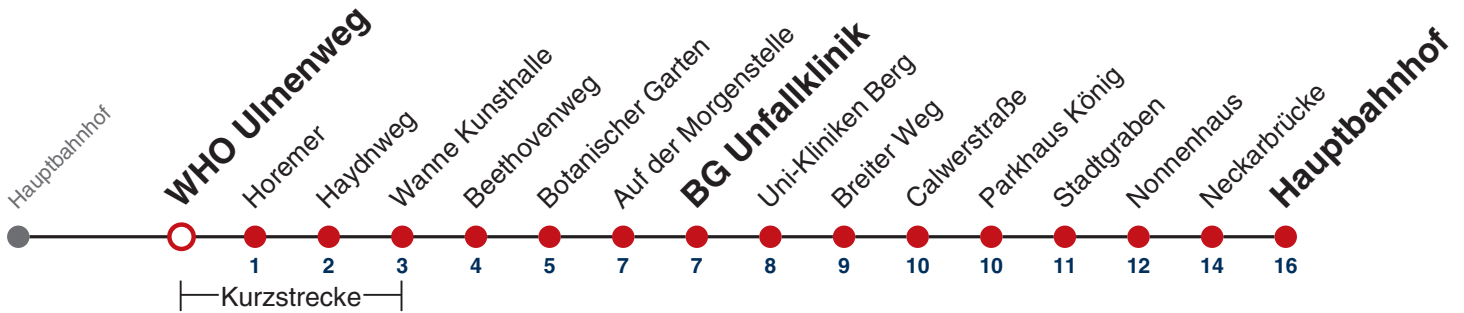 Hauptbahnhof
WHO Ulmenweg
Horemer
Haydnweg
Wanne Kunsthalle
Beethovenweg
Botanischer Garten
Auf der Morgenstelle
BG Unfallklinik
Uni-Kliniken Berg
Breiter Weg
Calwerstraße
Parkhaus König
Stadtgraben
Nonnenhaus
Neckarbrücke
Hauptbahnhof
1 2 3 4 5 7 7 8 9 10 10 11 12 14 16
Kurzstrecke